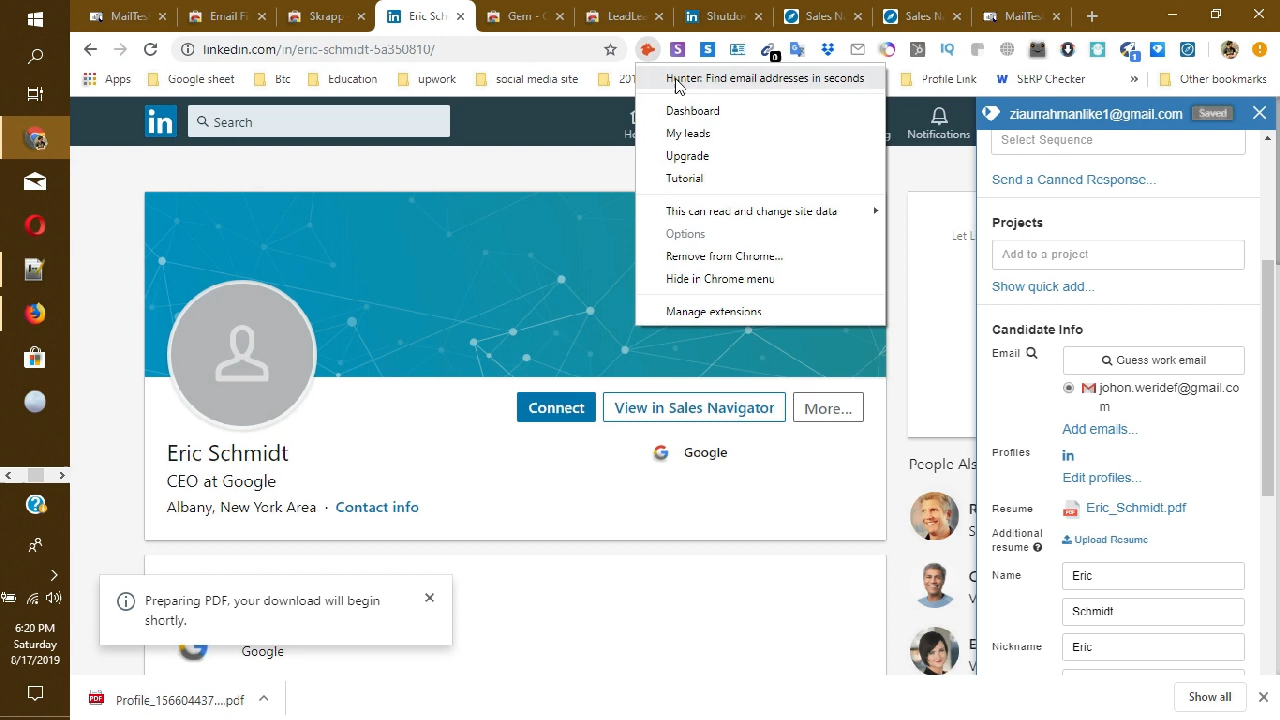 MailTest
Email Fi
Skrapp
Eric Sch
Gem - C
LeadLea
Shutdow
Sales N
Sales N
MailTes
linkedin.com/in/eric-schmidt-5a350810/
Apps
Google sheet
Btc
Education
upwork
social media site
201
Profile Link
SERP Checker
Other bookmarks
Hunter: Find email addresses in seconds
Dashboard
My leads
Upgrade
Tutorial
This can read and change site data
Options
Remove from Chrome...
Hide in Chrome menu
Manage extensions
in
Search
Notifications
ziaurrahmanlike1@gmail.com
Saved
Select Sequence
Send a Canned Response...
Projects
Add to a project
Show quick add...
Candidate Info
Email
Guess work email
johon.weridef@gmail.co
m
Add emails...
Profiles
in
Edit profiles...
Resume
Eric_Schmidt.pdf
Additional
resume
Upload Resume
Name
Eric
Schmidt
Nickname
Eric
Connect
View in Sales Navigator
More...
Eric Schmidt
CEO at Google
Albany, New York Area · Contact info
Google
People Als
Preparing PDF, your download will begin
shortly.
Google
6:20 PM
Saturday
8/17/2019
Profile_156604437....pdf
Show all